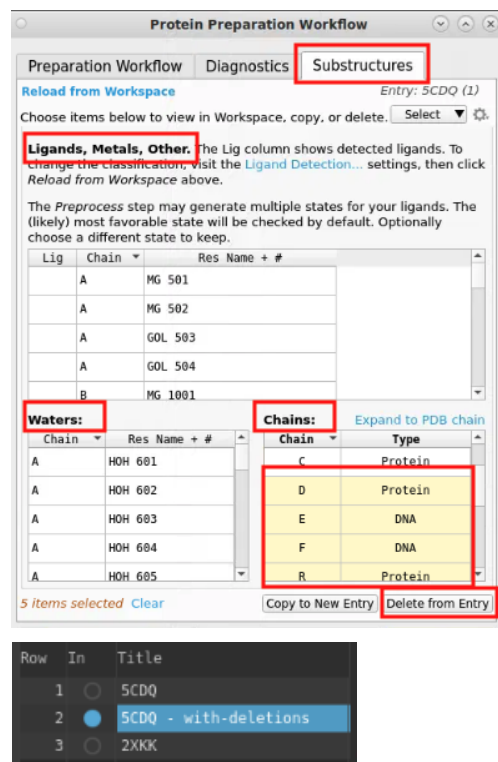 Protein Preparation Workflow
Preparation Workflow Diagnostics Substructures
Reload from Workspace Entry: 5CDQ (1)
Choose items below to view in Workspace, copy, or delete. Select
Ligands, Metals, Other. The Lig column shows detected ligands. To
change the classification, visit the Ligand Detection... settings, then click
Reload from Workspace above.
The Preprocess step may generate multiple states for your ligands. The
(likely) most favorable state will be checked by default. Optionally
choose a different state to keep.
Lig Chain Res Name + #
A MG 501
A MG 502
A GOL 503
A GOL 504
B MG 1001
Waters:
Chain Res Name + #
A HOH 601
A HOH 602
A HOH 603
A HOH 604
A HOH 605
Chains: Expand to PDB chain
Chain Type
C Protein
D Protein
E DNA
F DNA
R Protein
5 items selected Clear Copy to New Entry Delete from Entry
Row In Title
1 5CDQ
2 5CDQ - with-deletions
3 2XKK